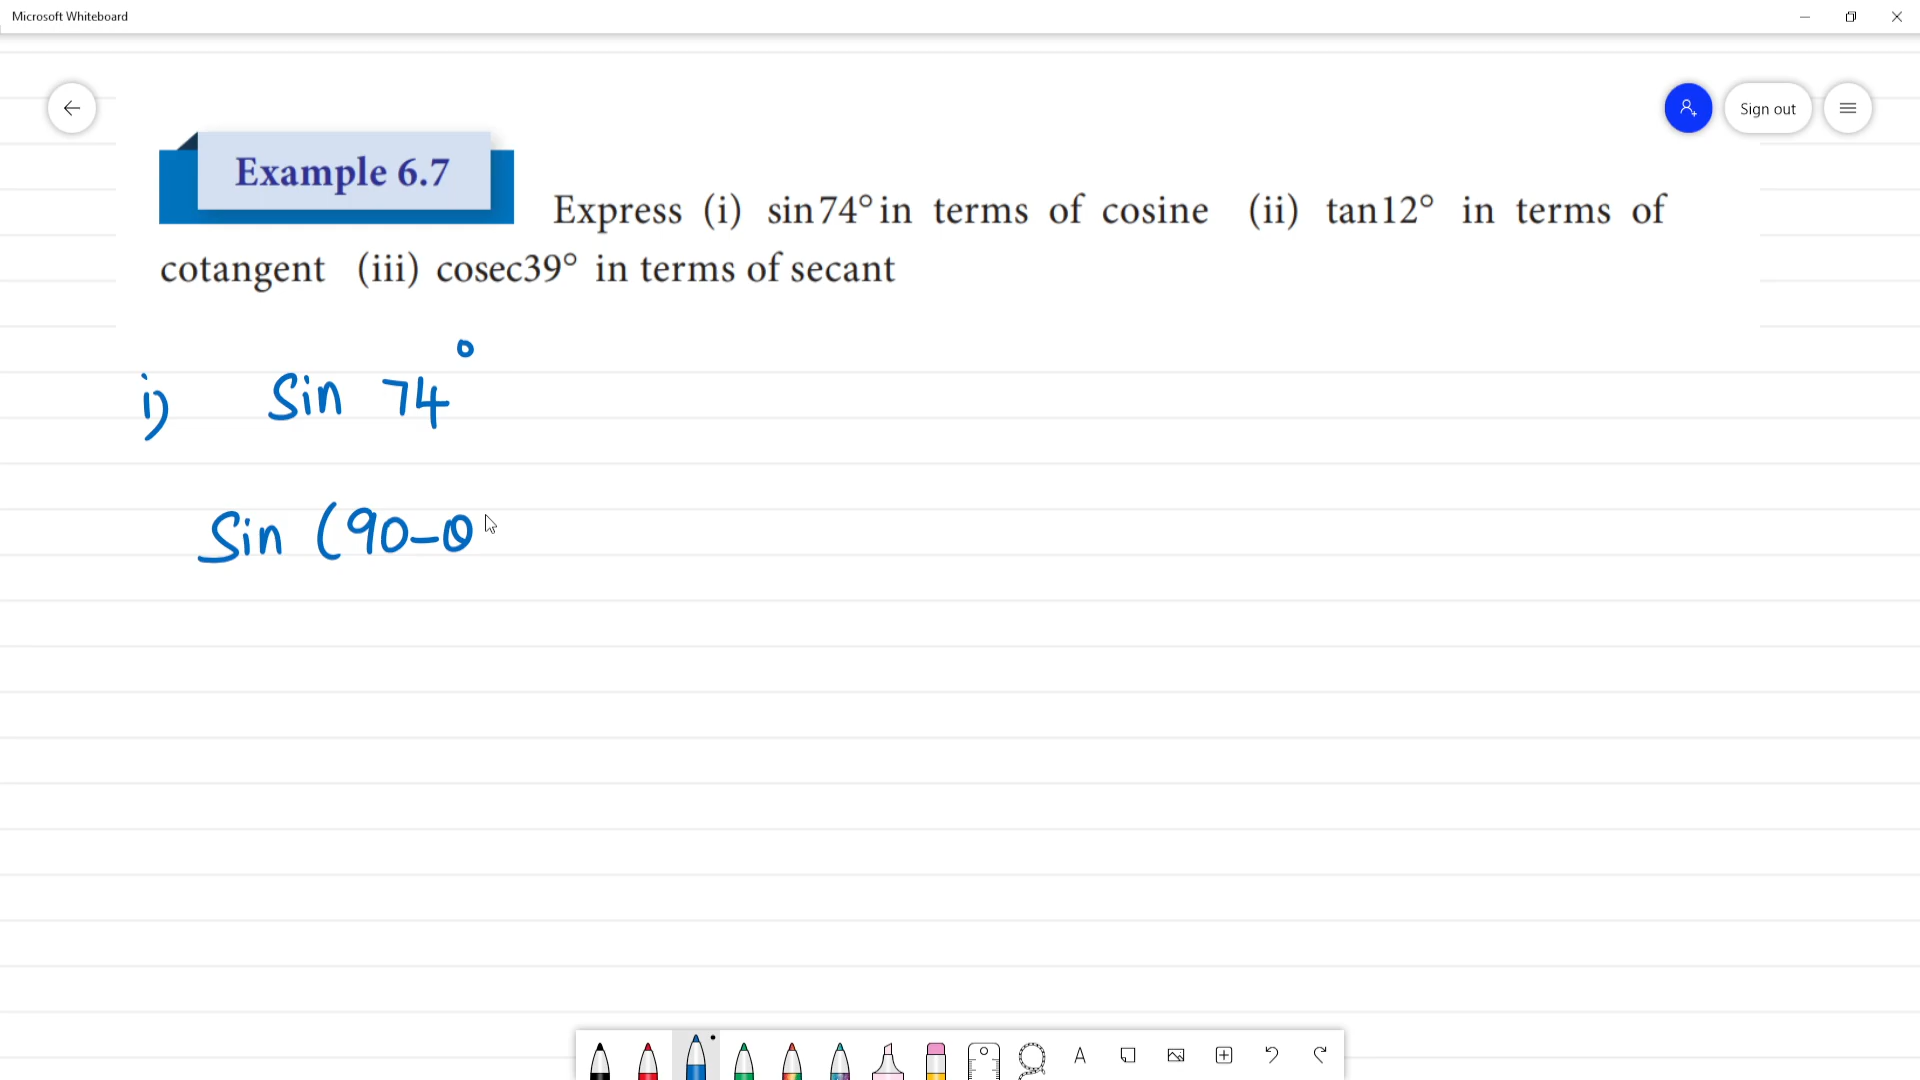 Microsoft Whiteboard
Sign out
Example 6.7
Express (i) sin74° in terms of cosine (ii) tan12° in terms of
cotangent (iii) cosec39° in terms of secant
i) Sin 74°
Sin (90-θ
A